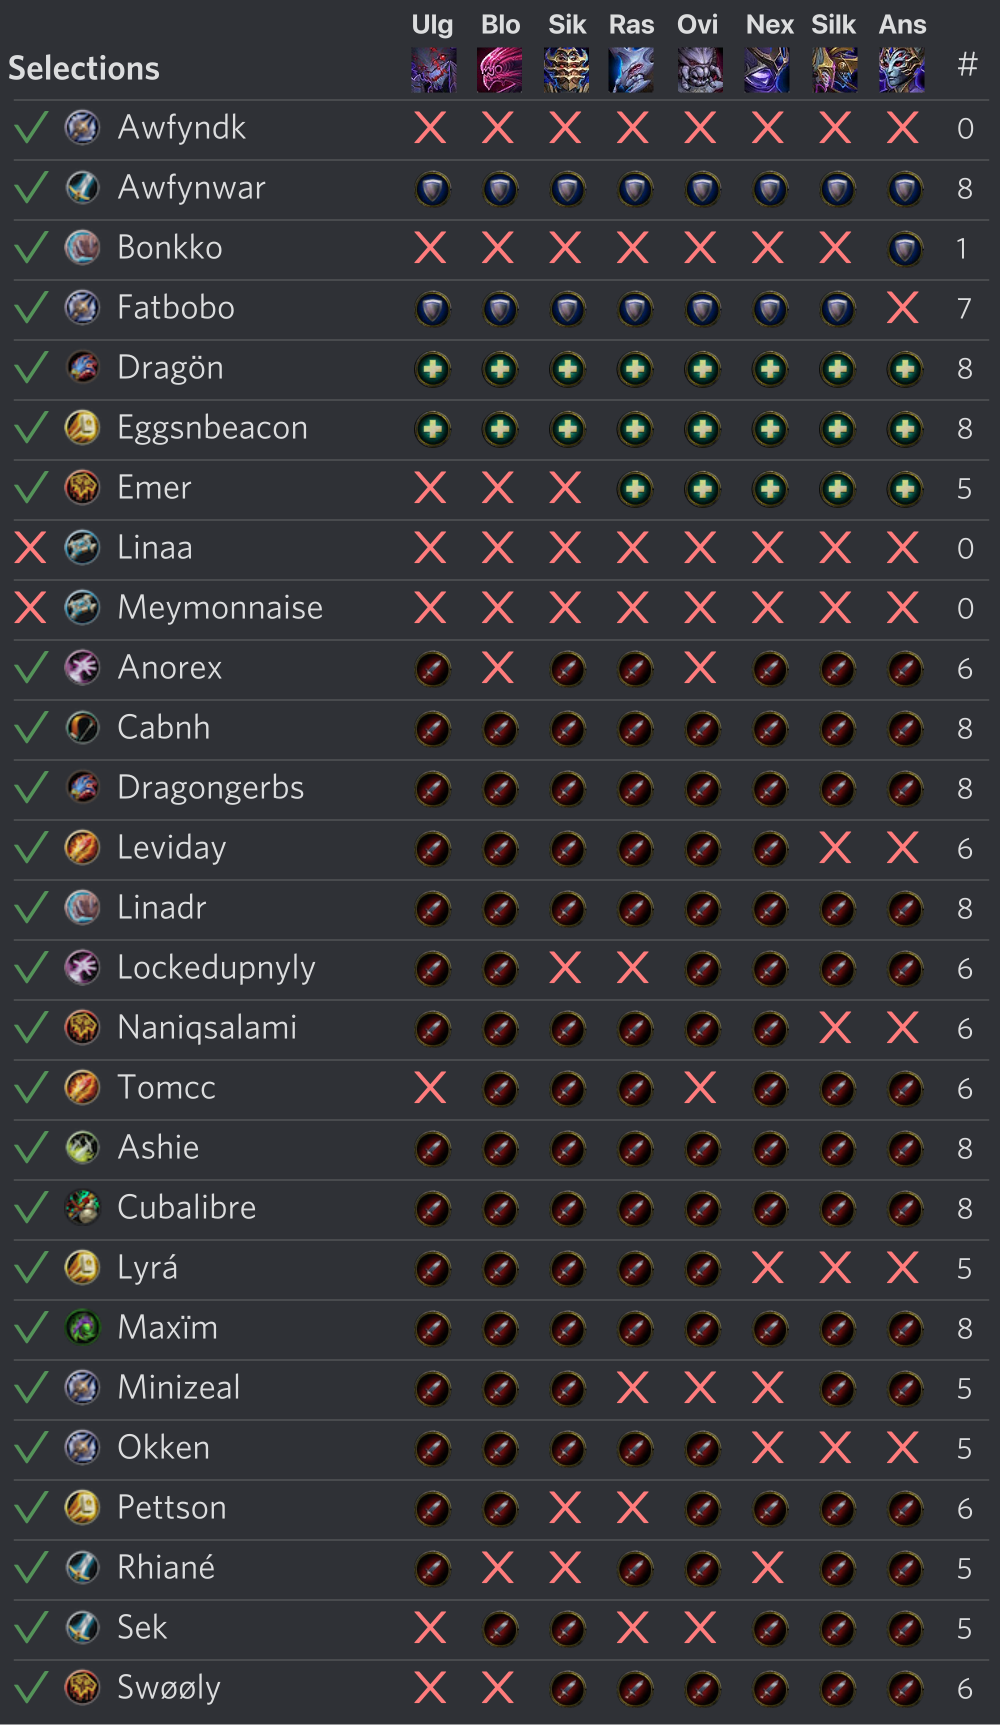 Ulg Blo Sik Ras Ovi Nex Silk Ans
Selections #
Awfyndk 0
Awfynwar 8
Bonkko 1
Fatbobo 7
Dragön 8
Eggsnbeacon 8
Emer 5
Linaa 0
Meymonnaise 0
Anorex 6
Cabnh 8
Dragongerbs 8
Leviday 6
Linadr 8
Lockedupnyly 6
Naniqsalami 6
Tomcc 6
Ashie 8
Cubalibre 8
Lyrá 5
Maxïm 8
Minizeal 5
Okken 5
Pettson 6
Rhiané 5
Sek 5
Swøøly 6